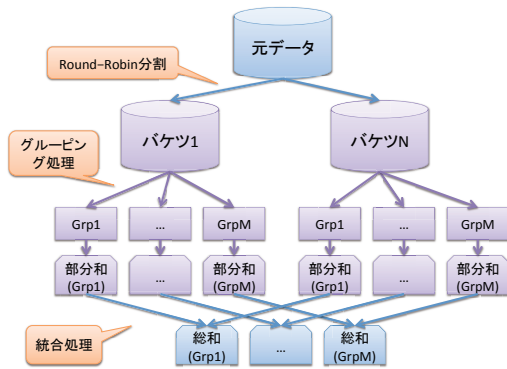 元データ
Round-Robin分割
バケツ1
バケツN
グルーピ
ング処理
Grp1
...
GrpM
Grp1
...
GrpM
部分和
(Grp1)
...
部分和
(GrpM)
部分和
(Grp1)
...
部分和
(GrpM)
統合処理
総和
(Grp1)
...
総和
(GrpM)